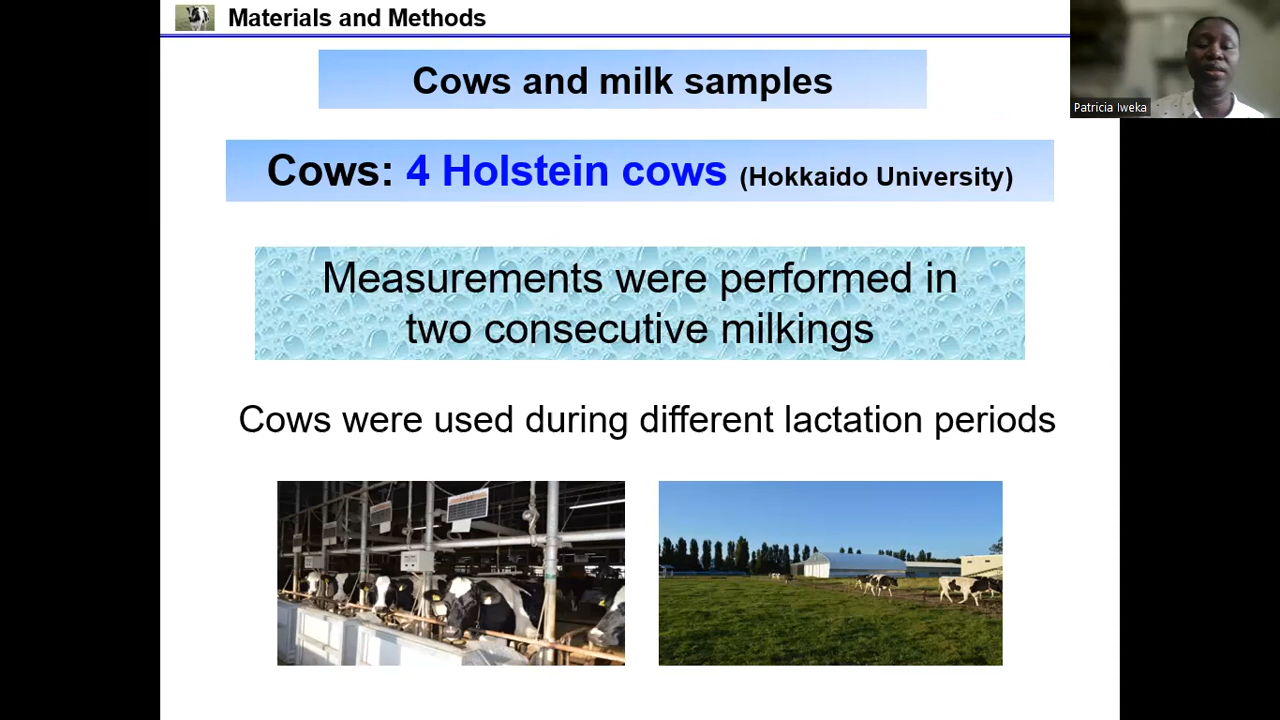 Materials and Methods
Patricia Iweka
Cows and milk samples
Cows: 4 Holstein cows (Hokkaido University)
Measurements were performed in
two consecutive milkings
Cows were used during different lactation periods